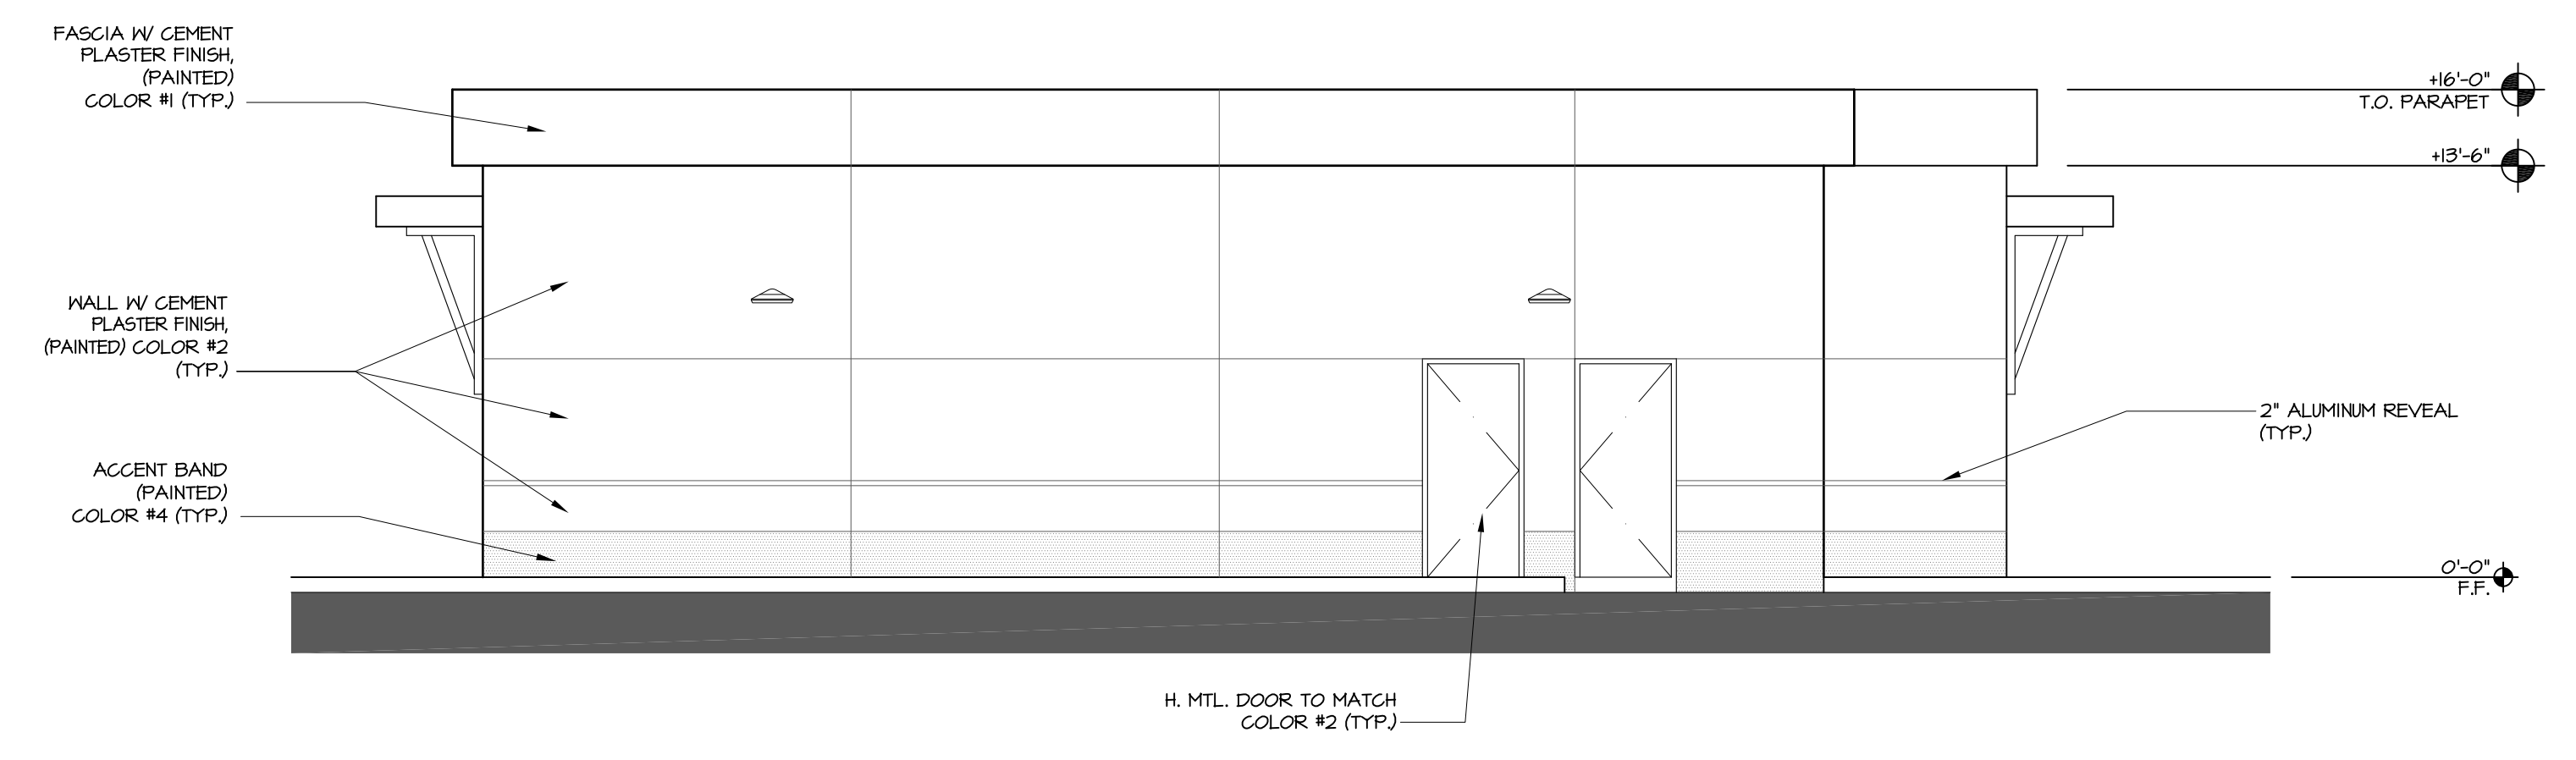 FASCIA W/ CEMENT
PLASTER FINISH,
(PAINTED)
COLOR #1 (TYP.)
+16'-0"
T.O. PARAPET
+13'-6"
WALL W/ CEMENT
PLASTER FINISH,
(PAINTED) COLOR #2
(TYP.)
2" ALUMINUM REVEAL
(TYP.)
ACCENT BAND
(PAINTED)
COLOR #4 (TYP.)
0'-0"
F.F.
H. MTL. DOOR TO MATCH
COLOR #2 (TYP.)